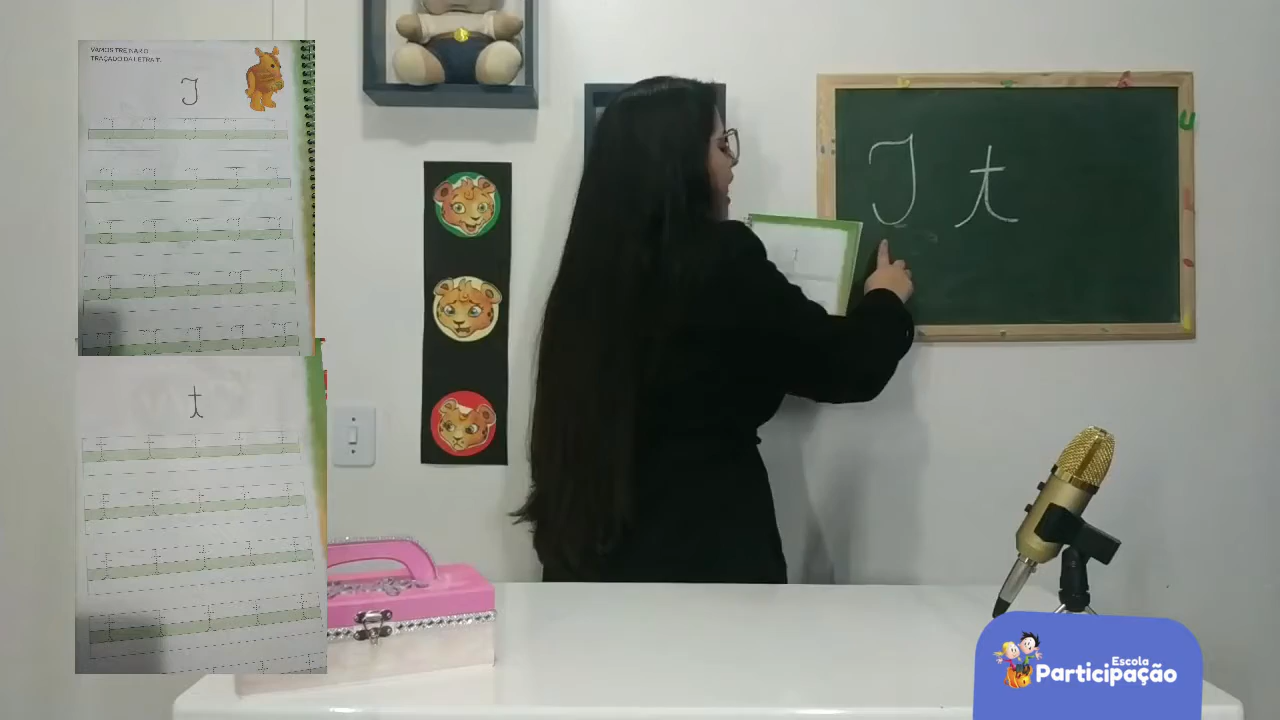 VAMOS TREINAR O
TRAÇADO DA LETRA T.
T
t
T t
t
Escola
Participação